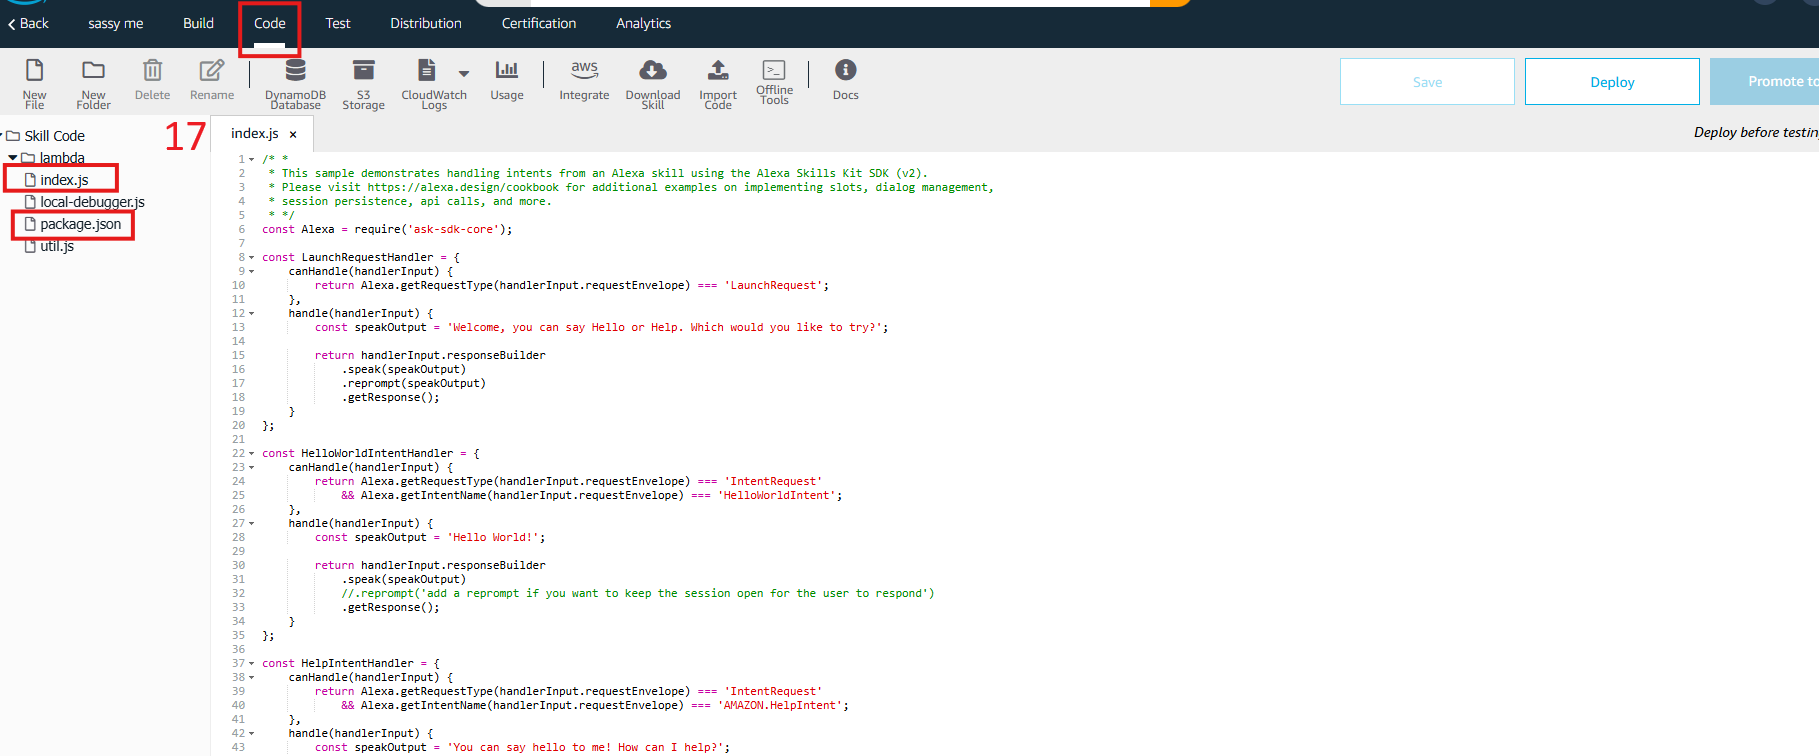 Back
sassy me
Build
Code
Test
Distribution
Certification
Analytics
New File
New Folder
Delete
Rename
DynamoDB Database
S3 Storage
CloudWatch Logs
Usage
aws
Integrate
Download Skill
Import Code
Offline Tools
Docs
Save
Deploy
Promote to
Skill Code
lambda
index.js
local-debugger.js
package.json
util.js
17
index.js ×
Deploy before testing
1 /* *
2  * This sample demonstrates handling intents from an Alexa skill using the Alexa Skills Kit SDK (v2).
3  * Please visit https://alexa.design/cookbook for additional examples on implementing slots, dialog management,
4  * session persistence, api calls, and more.
5  * */
6 const Alexa = require('ask-sdk-core');
7
8 const LaunchRequestHandler = {
9     canHandle(handlerInput) {
10         return Alexa.getRequestType(handlerInput.requestEnvelope) === 'LaunchRequest';
11     },
12     handle(handlerInput) {
13         const speakOutput = 'Welcome, you can say Hello or Help. Which would you like to try?';
14
15         return handlerInput.responseBuilder
16             .speak(speakOutput)
17             .reprompt(speakOutput)
18             .getResponse();
19     }
20 };
21
22 const HelloWorldIntentHandler = {
23     canHandle(handlerInput) {
24         return Alexa.getRequestType(handlerInput.requestEnvelope) === 'IntentRequest'
25             && Alexa.getIntentName(handlerInput.requestEnvelope) === 'HelloWorldIntent';
26     },
27     handle(handlerInput) {
28         const speakOutput = 'Hello World!';
29
30         return handlerInput.responseBuilder
31             .speak(speakOutput)
32             //.reprompt('add a reprompt if you want to keep the session open for the user to respond')
33             .getResponse();
34     }
35 };
36
37 const HelpIntentHandler = {
38     canHandle(handlerInput) {
39         return Alexa.getRequestType(handlerInput.requestEnvelope) === 'IntentRequest'
40             && Alexa.getIntentName(handlerInput.requestEnvelope) === 'AMAZON.HelpIntent';
41     },
42     handle(handlerInput) {
43         const speakOutput = 'You can say hello to me! How can I help?';